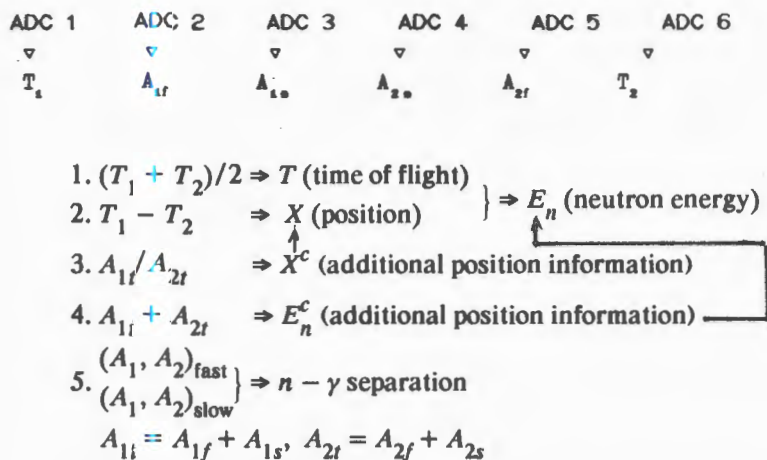 ADC 1 ADC 2 ADC 3 ADC 4 ADC 5 ADC 6
T₁ A₁f A₁s A₂s A₂f T₂
1. (T₁ + T₂)/2 ⇒ T (time of flight)
} ⇒ Eₙ (neutron energy)
2. T₁ − T₂ ⇒ X (position)
3. A₁t/A₂t ⇒ Xᶜ (additional position information)
4. A₁t + A₂t ⇒ Eₙᶜ (additional position information)
(A₁, A₂)fast
5. } ⇒ n − γ separation
(A₁, A₂)slow
A₁t = A₁f + A₁s, A₂t = A₂f + A₂s